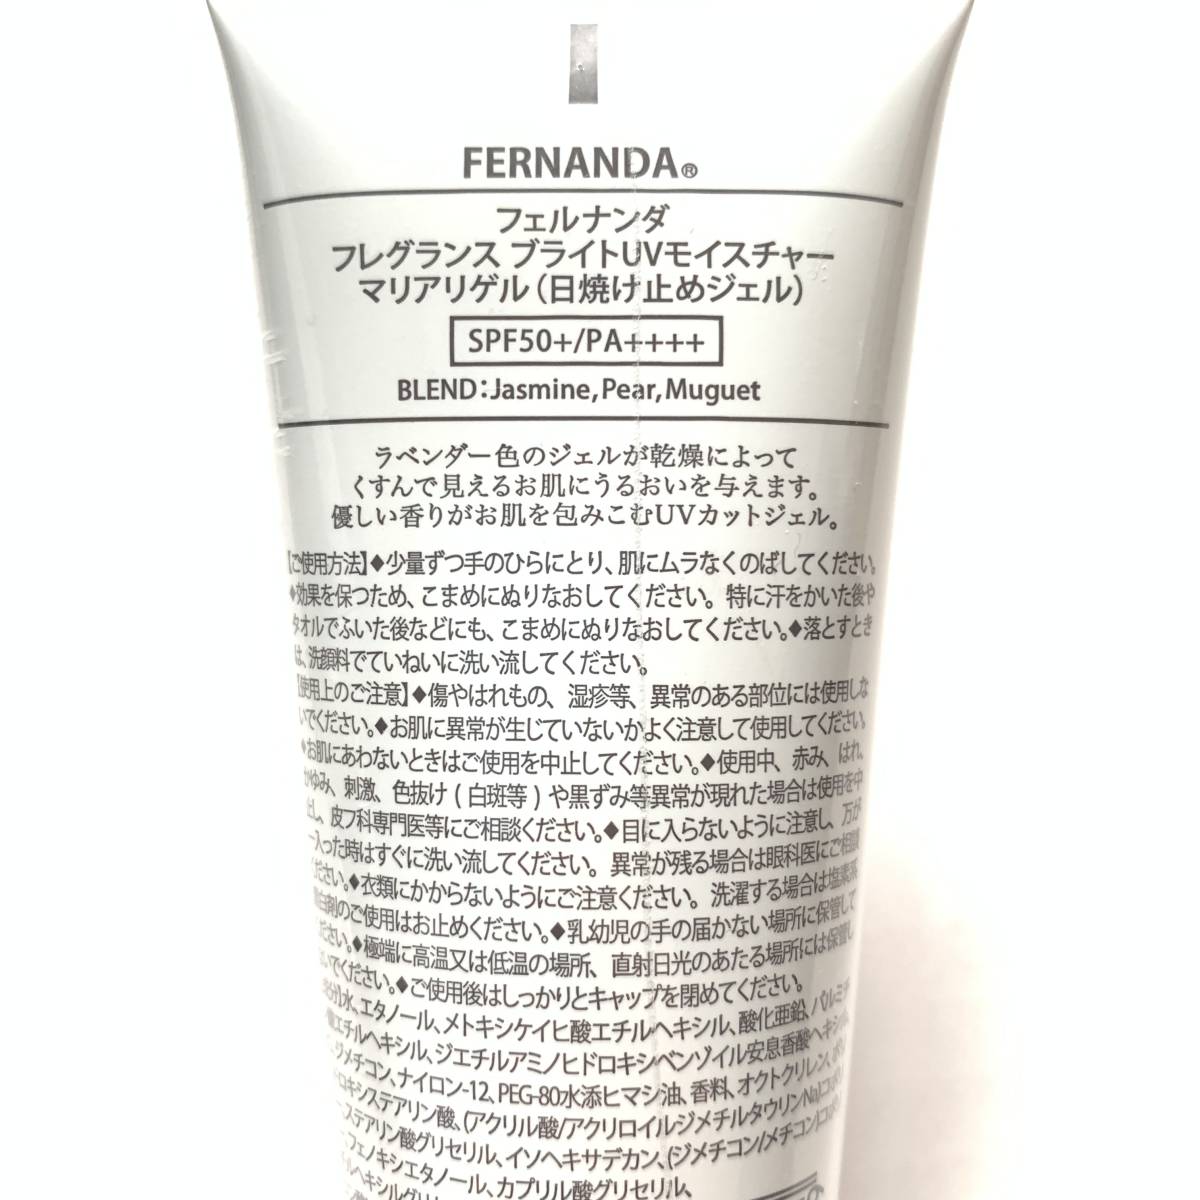 FERNANDA®
フェルナンダ
フレグランス ブライトUVモイスチャー
マリアリゲル（日焼け止めジェル）
SPF50+/PA++++
BLEND：Jasmine, Pear, Muguet
ラベンダー色のジェルが乾燥によって
くすんで見えるお肌にうるおいを与えます。
優しい香りがお肌を包みこむUVカットジェル。
【ご使用方法】◆少量ずつ手のひらにとり、肌にムラなくのばしてください。
◆効果を保つため、こまめにぬりなおしてください。特に汗をかいた後や
タオルでふいた後などにも、こまめにぬりなおしてください。◆落とすとき
は、洗顔料でていねいに洗い流してください。
【使用上のご注意】◆傷やはれもの、湿疹等、異常のある部位には使用しな
いでください。◆お肌に異常が生じていないかよく注意して使用してください。
◆お肌にあわないときはご使用を中止してください。◆使用中、赤み、はれ、
かゆみ、刺激、色抜け（白斑等）や黒ずみ等異常が現れた場合は使用を中
止し、皮フ科専門医等にご相談ください。◆目に入らないように注意し、万が
一入った時はすぐに洗い流してください。異常が残る場合は眼科医にご相談
ください。◆衣類にかからないようにご注意ください。洗濯する場合は塩素系
漂白剤のご使用はお止めください。◆乳幼児の手の届かない場所に保管して
ください。◆極端に高温又は低温の場所、直射日光のあたる場所には保管し
ないでください。◆ご使用後はしっかりとキャップを閉めてください。
水、エタノール、メトキシケイヒ酸エチルヘキシル、酸化亜鉛、パルミチ
酸エチルヘキシル、ジエチルアミノヒドロキシベンゾイル安息香酸ヘキシル、
ジメチコン、ナイロン-12、PEG-80水添ヒマシ油、香料、オクトクリレン、
ロキシステアリン酸、(アクリル酸/アクリロイルジメチルタウリンNa)コポリ
ステアリン酸グリセリル、イソヘキサデカン、(ジメチコン/メチコン)コポリ
フェノキシエタノール、カプリル酸グリセリル、
ルヘキシルグリ